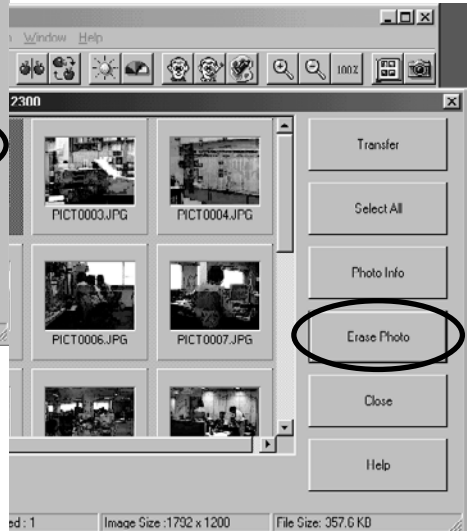 Window Help
100%
2300
Transfer
PICT0003.JPG PICT0004.JPG
Select All
Photo Info
PICT0006.JPG PICT0007.JPG
Erase Photo
Close
Help
ed : 1 Image Size :1792 x 1200 File Size: 357.6 KB